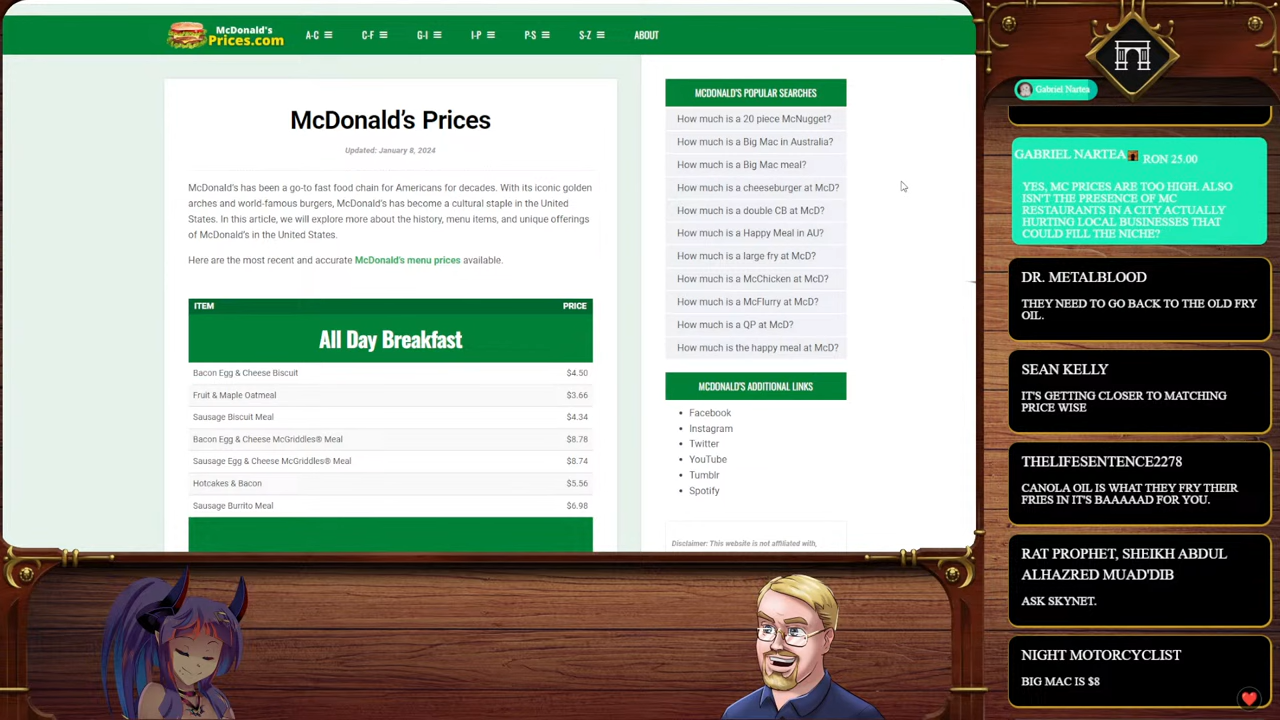 McDonald's
Prices.com
A-C
C-F
G-I
I-P
P-S
S-Z
ABOUT
McDonald's Prices
Updated: January 8, 2024
McDonald's has been a go-to fast food chain for Americans for decades. With its iconic golden
arches and world-famous burgers, McDonald's has become a cultural staple in the United
States. In this article, we will explore more about the history, menu items, and unique offerings
of McDonald's in the United States.
Here are the most recent and accurate McDonald's menu prices available.
ITEM PRICE
All Day Breakfast
Bacon Egg & Cheese Biscuit $4.50
Fruit & Maple Oatmeal $3.66
Sausage Biscuit Meal $4.34
Bacon Egg & Cheese McGriddles® Meal $8.78
Sausage Egg & Cheese McGriddles® Meal $8.74
Hotcakes & Bacon $5.56
Sausage Burrito Meal $6.98
MCDONALD'S POPULAR SEARCHES
How much is a 20 piece McNugget?
How much is a Big Mac in Australia?
How much is a Big Mac meal?
How much is a cheeseburger at McD?
How much is a double CB at McD?
How much is a Happy Meal in AU?
How much is a large fry at McD?
How much is a McChicken at McD?
How much is a McFlurry at McD?
How much is a QP at McD?
How much is the happy meal at McD?
MCDONALD'S ADDITIONAL LINKS
Facebook
Instagram
Twitter
YouTube
Tumblr
Spotify
Disclaimer: This website is not affiliated with,
Gabriel Nartea
GABRIEL NARTEA RON 25.00
YES, MC PRICES ARE TOO HIGH. ALSO
ISN'T THE PRESENCE OF MC
RESTAURANTS IN A CITY ACTUALLY
HURTING LOCAL BUSINESSES THAT
COULD FILL THE NICHE?
DR. METALBLOOD
THEY NEED TO GO BACK TO THE OLD FRY
OIL.
SEAN KELLY
IT'S GETTING CLOSER TO MATCHING
PRICE WISE
THELIFESENTENCE2278
CANOLA OIL IS WHAT THEY FRY THEIR
FRIES IN IT'S BAAAAAD FOR YOU.
RAT PROPHET, SHEIKH ABDUL
ALHAZRED MUAD'DIB
ASK SKYNET.
NIGHT MOTORCYCLIST
BIG MAC IS $8